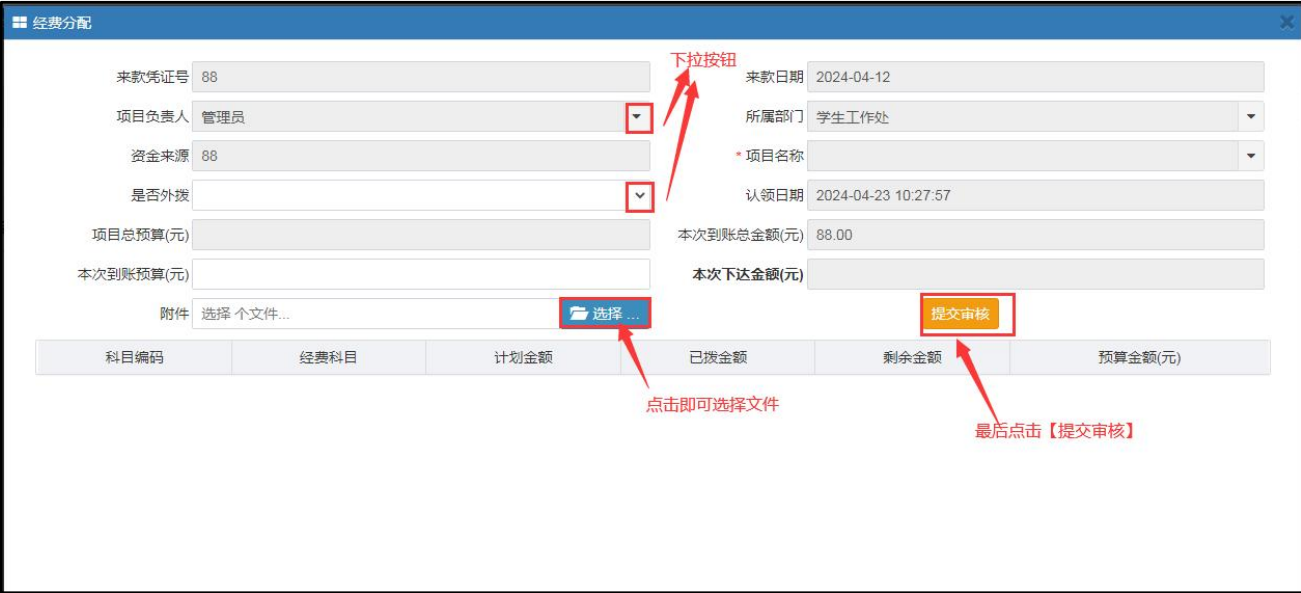 经费分配
下拉按钮
来款凭证号 88 来款日期 2024-04-12
项目负责人 管理员 所属部门 学生工作处
资金来源 88 * 项目名称
是否外拨 认领日期 2024-04-23 10:27:57
项目总预算(元) 本次到账总金额(元) 88.00
本次到账预算(元) 本次下达金额(元)
附件 选择 个文件... 选择 ... 提交审核
科目编码 经费科目 计划金额 已拨金额 剩余金额 预算金额(元)
点击即可选择文件
最后点击【提交审核】